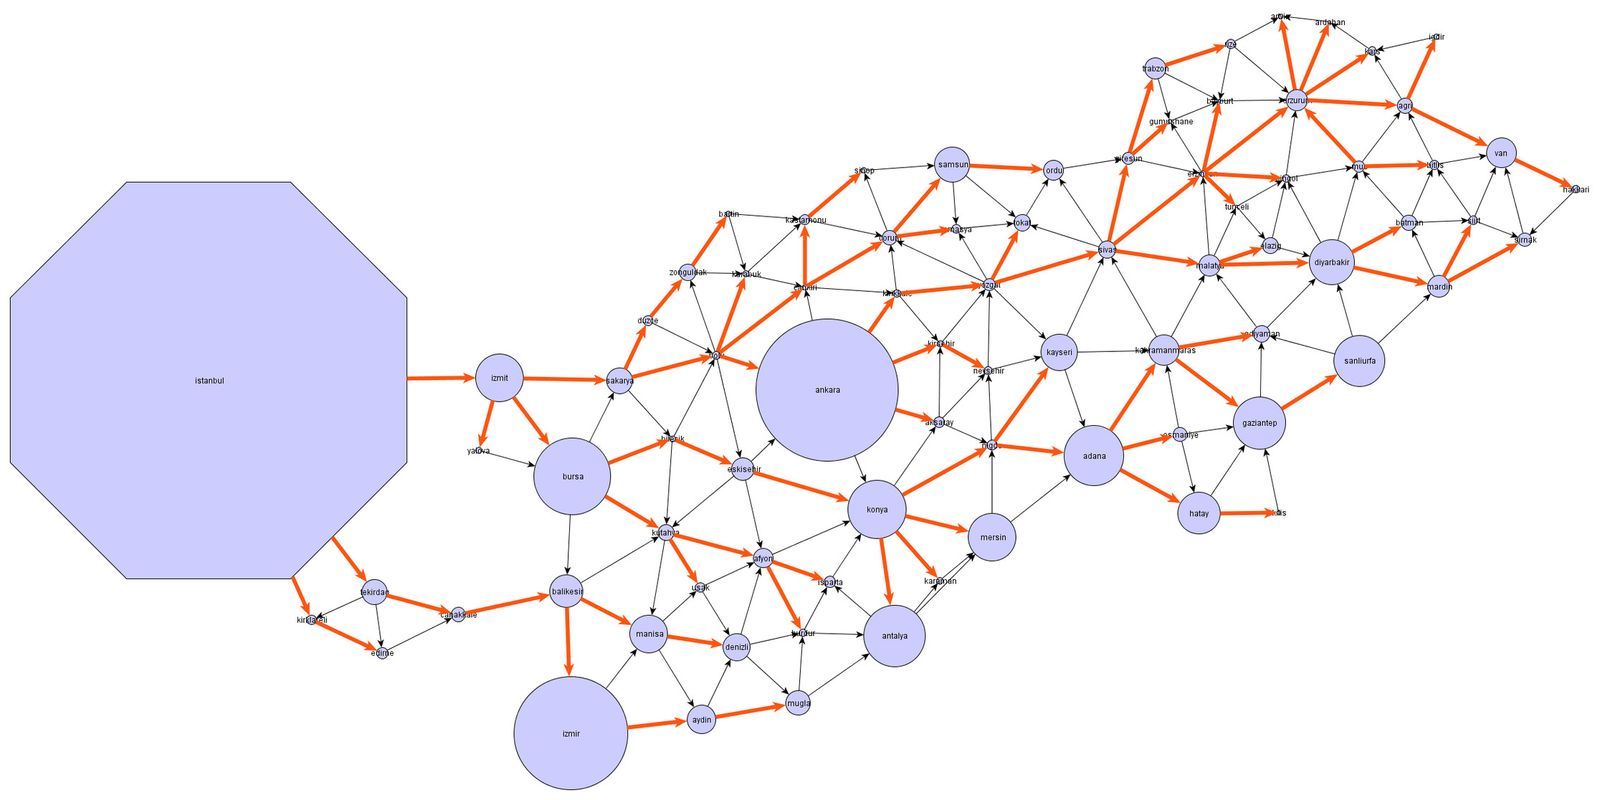 artvin
ardahan
igdir
rize
kars
trabzon
bayburt
erzurum
agri
gumushane
van
samsun
giresun
sinop
ordu
mus
bitlis
erzincan
bingol
hakkari
tunceli
bartin
kastamonu
tokat
batman
siirt
corum
amasya
sirnak
elazig
sivas
zonguldak
karabuk
malatya
diyarbakir
cankiri
kirikkale
yozgat
mardin
duzce
adiyaman
kirsehir
kayseri
kahramanmaras
bolu
sanliurfa
nevsehir
izmit
sakarya
istanbul
ankara
aksaray
gaziantep
osmaniye
bilecik
nigde
yalova
adana
eskisehir
bursa
konya
hatay
kilis
kutahya
mersin
afyon
isparta
karaman
usak
tekirdag
balikesir
canakkale
kirklareli
manisa
burdur
antalya
denizli
edirne
mugla
aydin
izmir